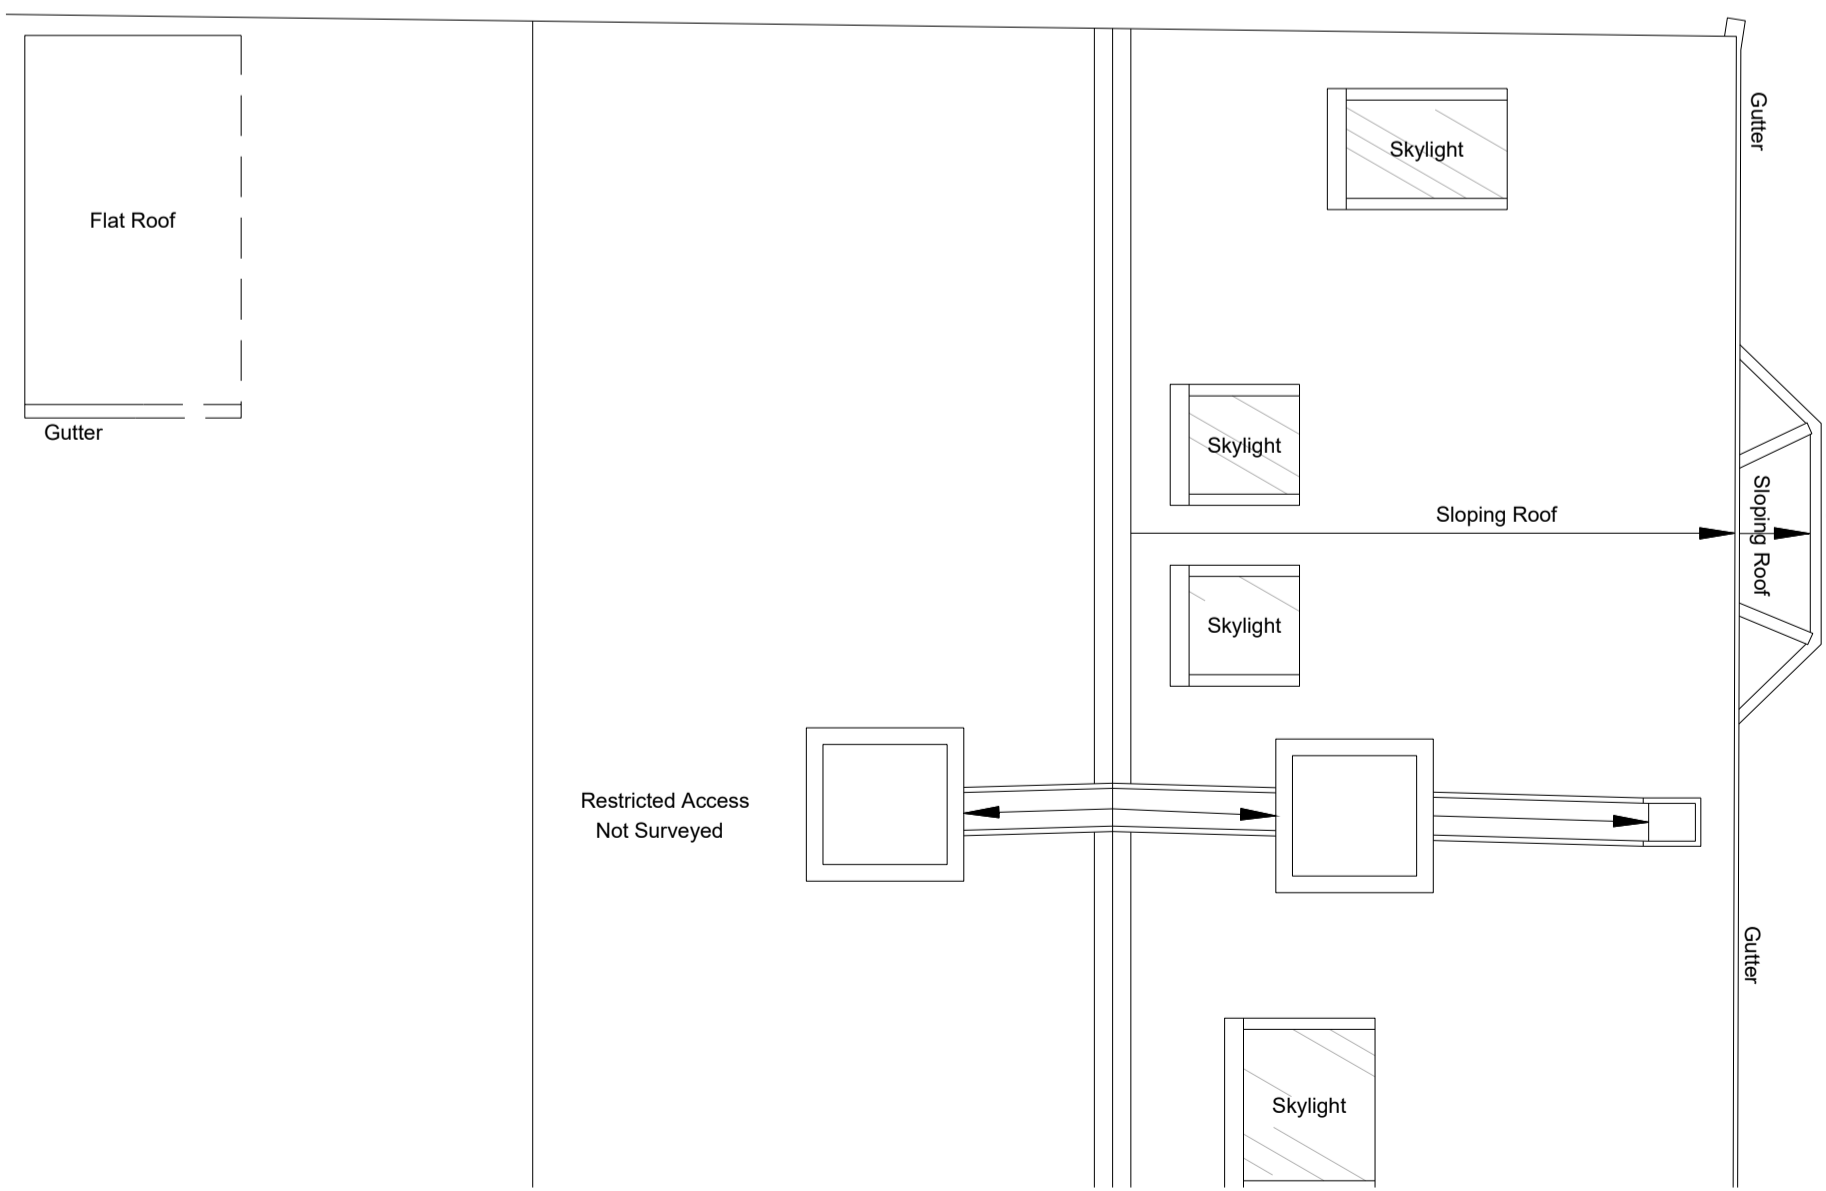 Gutter
Skylight
Flat Roof
Gutter
Skylight
Sloping Roof
Sloping Roof
Skylight
Restricted Access
Not Surveyed
Gutter
Skylight